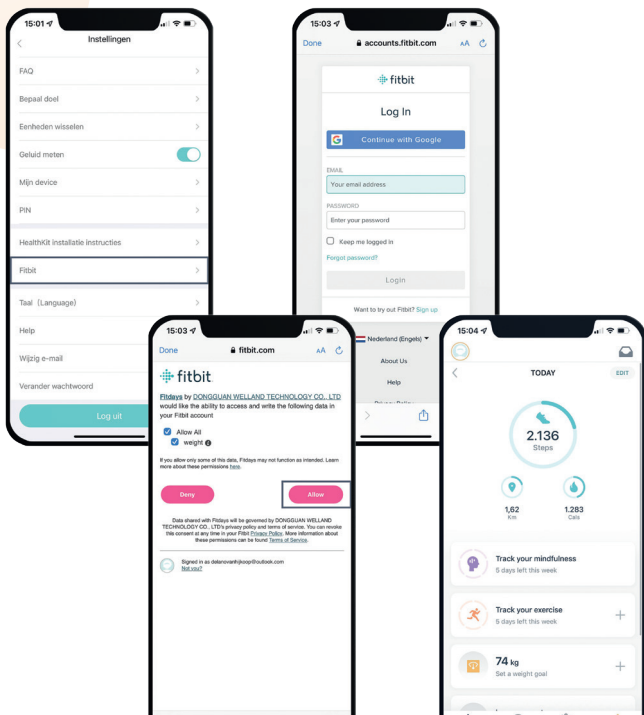 15:01
Instellingen
FAQ
Bepaal doel
Eenheden wisselen
Geluid meten
Mijn device
PIN
HealthKit installatie instructies
Fitbit
Taal (Language)
Help
Wijzig e-mail
Verander wachtwoord
Log uit
15:03
Done
accounts.fitbit.com
AA
fitbit
Log In
G Continue with Google
EMAIL
Your email address
PASSWORD
Enter your password
Keep me logged in
Forgot password?
Login
Want to try out Fitbit? Sign up
Nederland (Engels)
About Us
Help
15:03
Done
fitbit.com
AA
fitbit
Fitdays by DONGGUAN WELLAND TECHNOLOGY CO., LTD
would like the ability to access and write the following data in
your Fitbit account
Allow All
weight
If you allow only some of this data, Fitdays may not function as intended. Learn
more about these permissions here.
Deny
Allow
Data shared with Fitdays will be governed by DONGGUAN WELLAND
TECHNOLOGY CO., LTD's privacy policy and terms of service. You can revoke
this consent at any time in your Fitbit Privacy Policy. More information about
these permissions can be found Terms of Service.
Signed in as delanovanhijkoop@outlook.com
Not you?
15:04
TODAY
EDIT
2.136
Steps
1,62
Km
1.283
Cals
Track your mindfulness
5 days left this week
Track your exercise
5 days left this week
74 kg
Set a weight goal